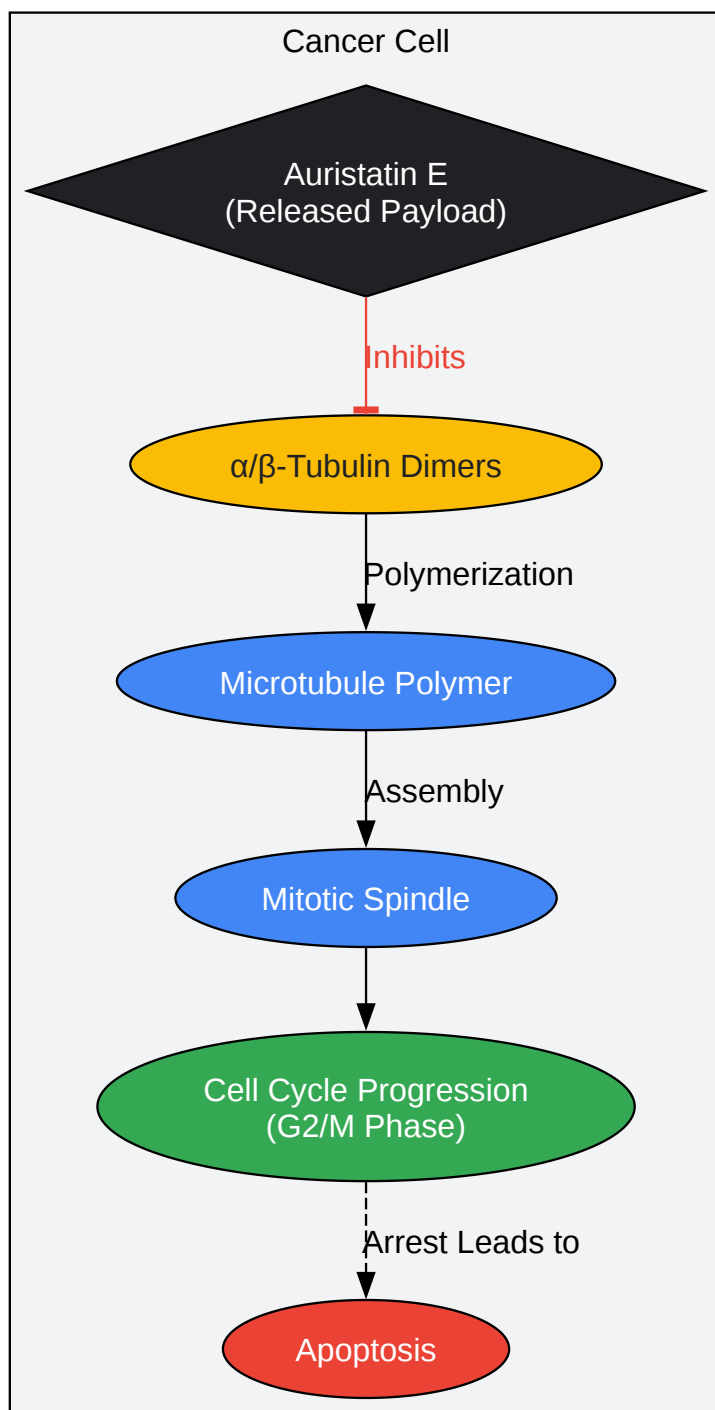 Cancer Cell
Auristatin E
(Released Payload)
Inhibits
α/β-Tubulin Dimers
Polymerization
Microtubule Polymer
Assembly
Mitotic Spindle
Cell Cycle Progression
(G2/M Phase)
Arrest Leads to
Apoptosis